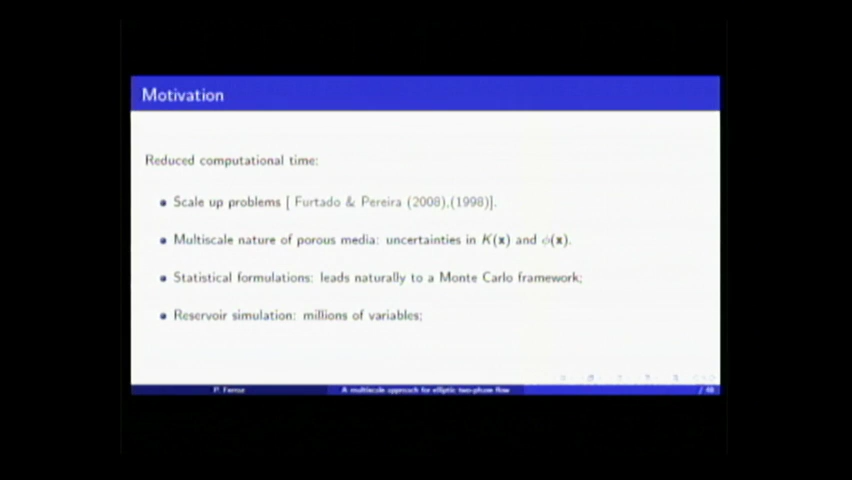 Motivation
Reduced computational time:
Scale up problems [ Furtado & Pereira (2008),(1998)].
Multiscale nature of porous media: uncertainties in K(x) and ϕ(x).
Statistical formulations: leads naturally to a Monte Carlo framework;
Reservoir simulation: millions of variables;
A multiscale approach for elliptic two-phase flow